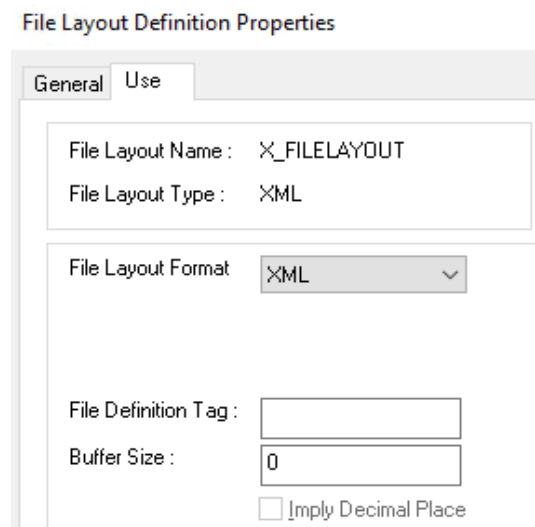 File Layout Definition Properties
General Use
File Layout Name : X_FILELAYOUT
File Layout Type : XML
File Layout Format XML
File Definition Tag :
Buffer Size : 0
Imply Decimal Place